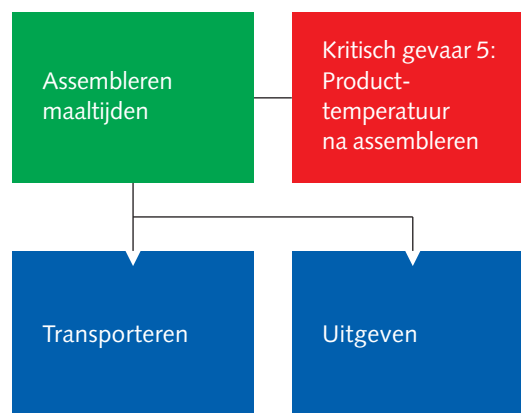 Assembleren
maaltijden
Kritisch gevaar 5:
Product-
temperatuur
na assembleren
Transporteren
Uitgeven